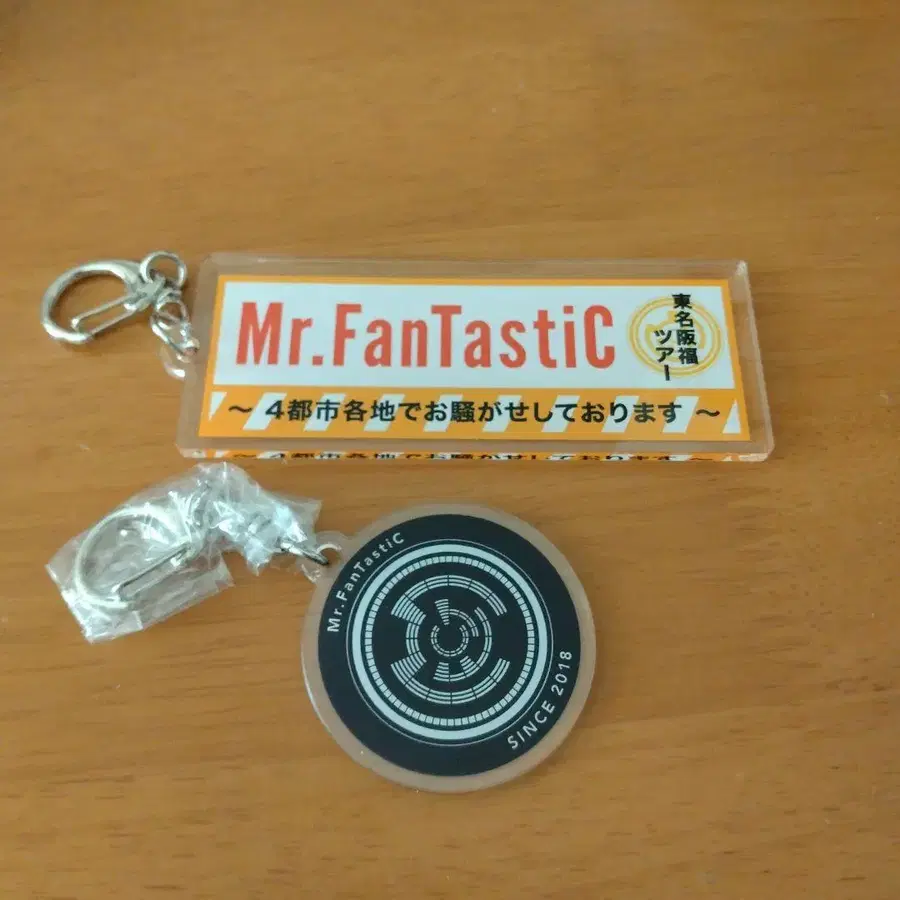 Mr.FanTastiC
東名阪福
ツアー
～ 4都市各地でお騒がせしております ～
Mr.FanTastiC
SINCE 2018